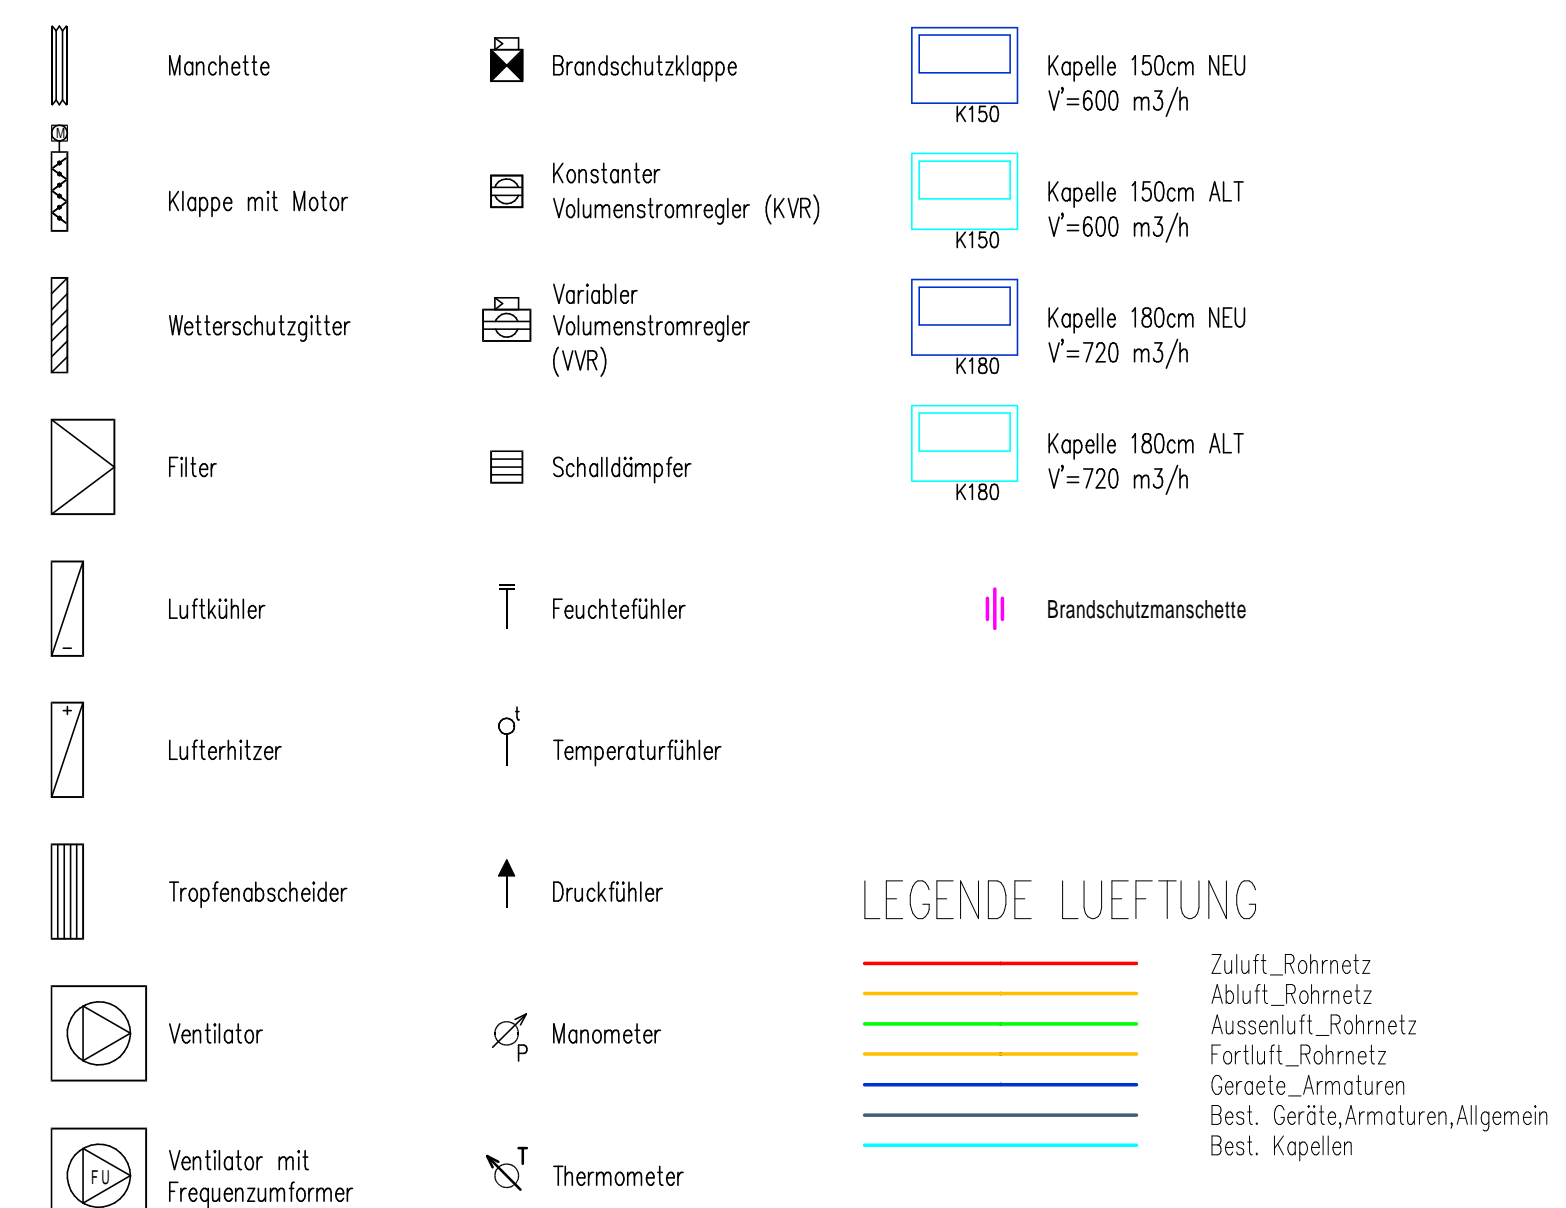 Manchette
M
Klappe mit Motor
Wetterschutzgitter
Filter
Luftkühler
−
+
Lufterhitzer
Tropfenabscheider
Ventilator
FU
Ventilator mit
Frequenzumformer
Brandschutzklappe
Konstanter
Volumenstromregler (KVR)
Variabler
Volumenstromregler
(VVR)
Schalldämpfer
Feuchtefühler
t
Temperaturfühler
Druckfühler
P
Manometer
T
Thermometer
Kapelle 150cm NEU
V'=600 m3/h
K150
Kapelle 150cm ALT
V'=600 m3/h
K150
Kapelle 180cm NEU
V'=720 m3/h
K180
Kapelle 180cm ALT
V'=720 m3/h
K180
Brandschutzmanschette
LEGENDE LUEFTUNG
Zuluft_Rohrnetz
Abluft_Rohrnetz
Aussenluft_Rohrnetz
Fortluft_Rohrnetz
Geraete_Armaturen
Best. Geräte,Armaturen,Allgemein
Best. Kapellen